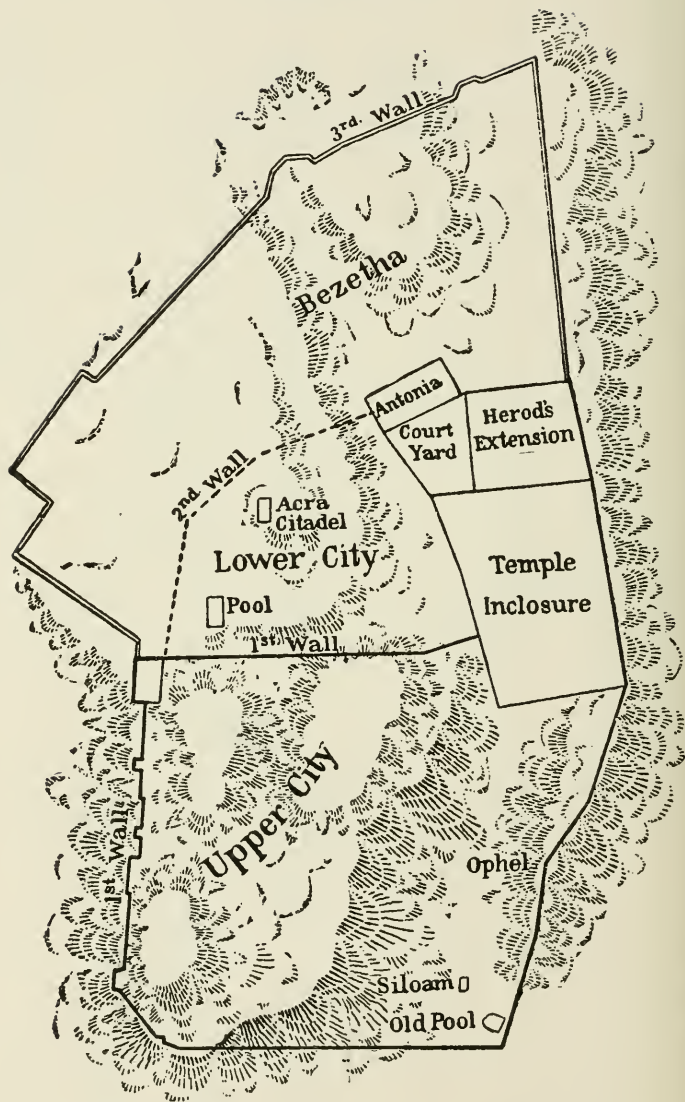 3rd. Wall
Bezetha
Antonia
Court
Yard
Herod's
Extension
2nd Wall
Acra
Citadel
Lower City
Temple
Inclosure
Pool
1st Wall
Upper City
1st Wall
Ophel
Siloam
Old Pool